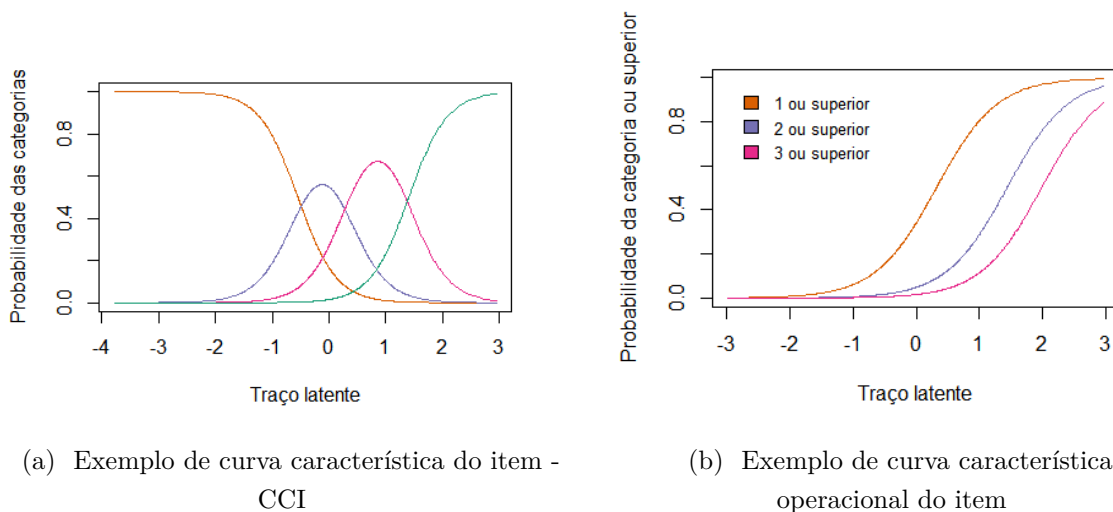 Probabilidade das categorias
0.0 0.4 0.8
-4 -3 -2 -1 0 1 2 3
Traço latente
(a) Exemplo de curva característica do item -
CCI
Probabilidade da categoria ou superior
0.0 0.4 0.8
1 ou superior
2 ou superior
3 ou superior
-3 -2 -1 0 1 2 3
Traço latente
(b) Exemplo de curva característica
operacional do item